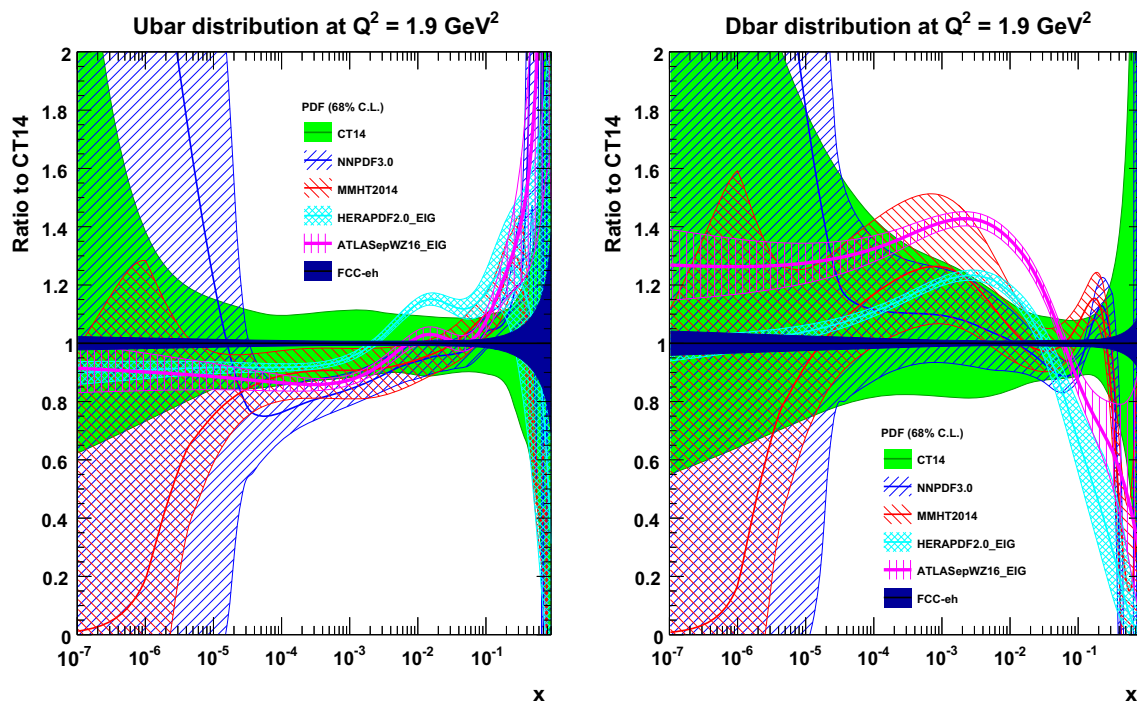 Ubar distribution at Q² = 1.9 GeV²
Ratio to CT14
2
1.8
1.6
1.4
1.2
1
0.8
0.6
0.4
0.2
0
PDF (68% C.L.)
CT14
NNPDF3.0
MMHT2014
HERAPDF2.0_EIG
ATLASepWZ16_EIG
FCC-eh
10⁻⁷ 10⁻⁶ 10⁻⁵ 10⁻⁴ 10⁻³ 10⁻² 10⁻¹
x
Dbar distribution at Q² = 1.9 GeV²
Ratio to CT14
2
1.8
1.6
1.4
1.2
1
0.8
0.6
0.4
0.2
0
PDF (68% C.L.)
CT14
NNPDF3.0
MMHT2014
HERAPDF2.0_EIG
ATLASepWZ16_EIG
FCC-eh
10⁻⁷ 10⁻⁶ 10⁻⁵ 10⁻⁴ 10⁻³ 10⁻² 10⁻¹
x